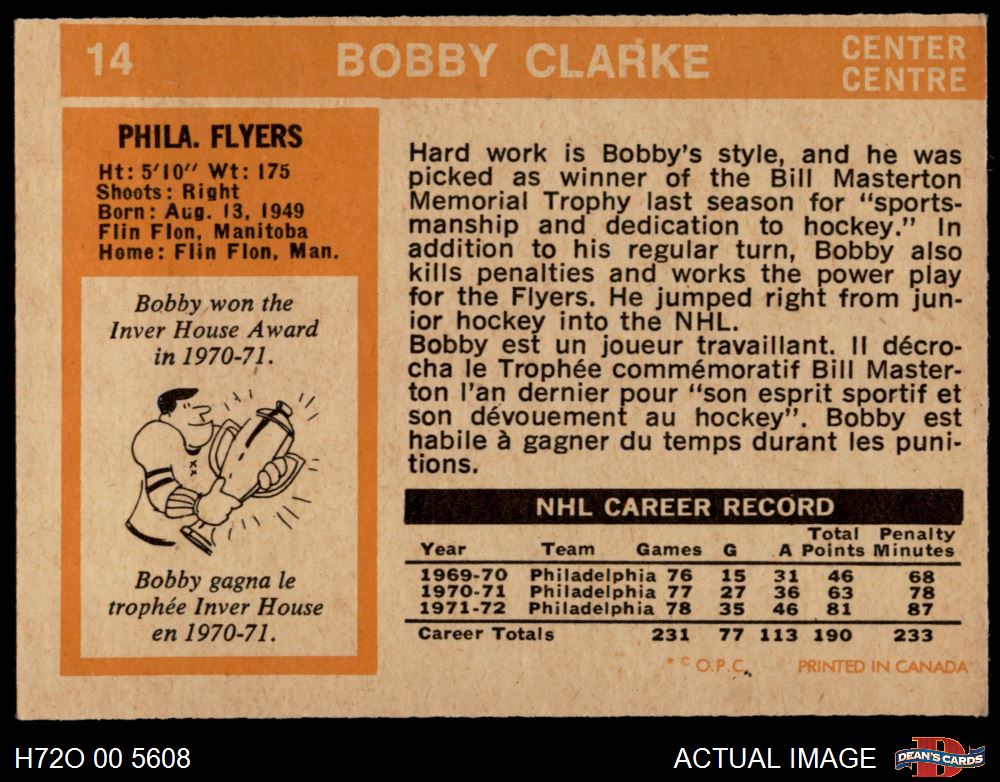 14 BOBBY CLARKE CENTER
CENTRE
PHILA. FLYERS
Ht: 5'10" Wt: 175
Shoots: Right
Born: Aug. 13, 1949
Flin Flon, Manitoba
Home: Flin Flon, Man.
Bobby won the
Inver House Award
in 1970-71.
Bobby gagna le
trophée Inver House
en 1970-71.
Hard work is Bobby's style, and he was
picked as winner of the Bill Masterton
Memorial Trophy last season for "sports-
manship and dedication to hockey." In
addition to his regular turn, Bobby also
kills penalties and works the power play
for the Flyers. He jumped right from jun-
ior hockey into the NHL.
Bobby est un joueur travaillant. Il décro-
cha le Trophée commémoratif Bill Master-
ton l'an dernier pour "son esprit sportif et
son dévouement au hockey". Bobby est
habile à gagner du temps durant les puni-
tions.
NHL CAREER RECORD
Year Team Games G A Total Points Penalty Minutes
1969-70 Philadelphia 76 15 31 46 68
1970-71 Philadelphia 77 27 36 63 78
1971-72 Philadelphia 78 35 46 81 87
Career Totals 231 77 113 190 233
* © O.P.C. PRINTED IN CANADA
H72O 00 5608 ACTUAL IMAGE DEAN'S CARDS